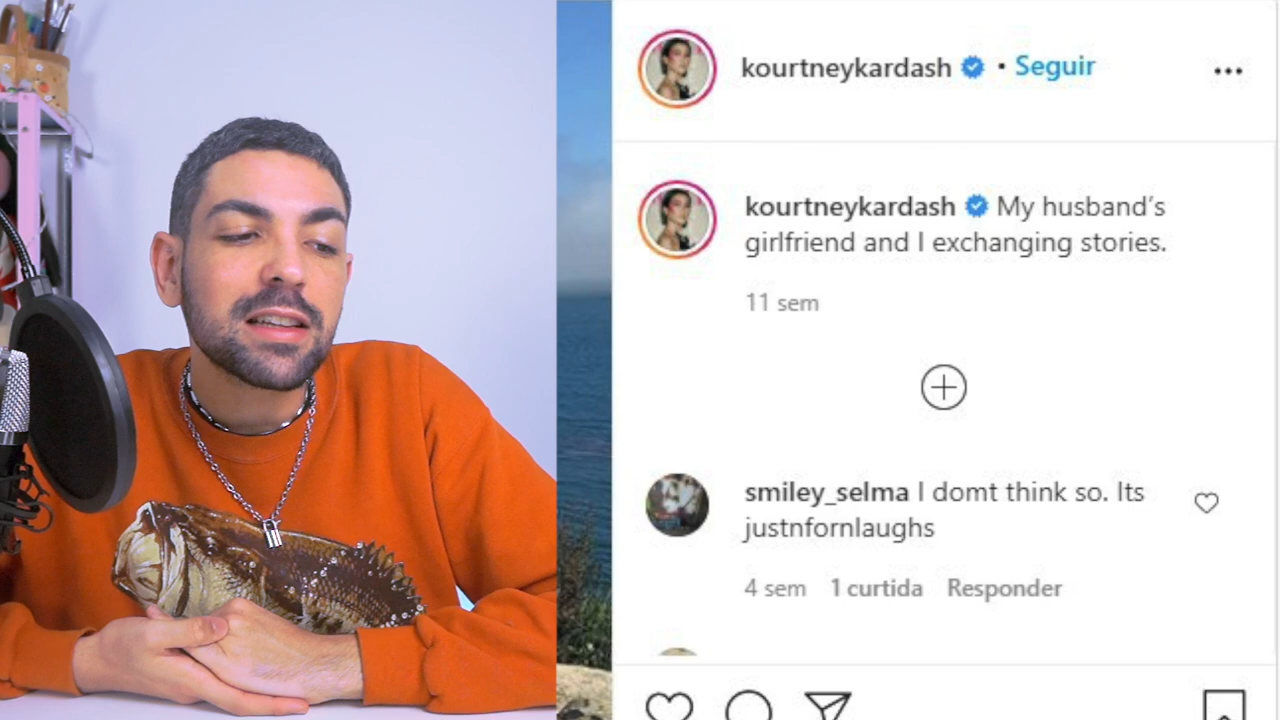 kourtneykardash • Seguir
kourtneykardash My husband’s
girlfriend and I exchanging stories.
11 sem
smiley_selma I domt think so. Its
justnfornlaughs
4 sem 1 curtida Responder